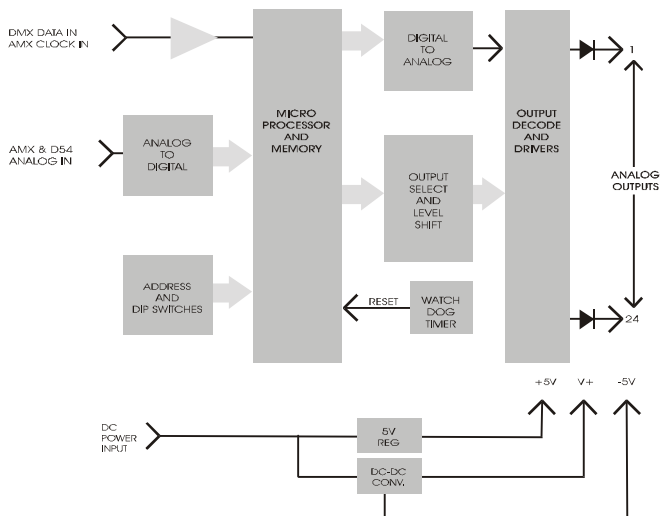 DMX DATA IN
AMX CLOCK IN
AMX & D54
ANALOG IN
ANALOG
TO
DIGITAL
ADDRESS
AND
DIP SWITCHES
MICRO
PROCESSOR
AND
MEMORY
DIGITAL
TO
ANALOG
OUTPUT
SELECT
AND
LEVEL
SHIFT
RESET
WATCH
DOG
TIMER
OUTPUT
DECODE
AND
DRIVERS
1
ANALOG
OUTPUTS
24
+5V V+ -5V
DC
POWER
INPUT
5V
REG
DC-DC
CONV.